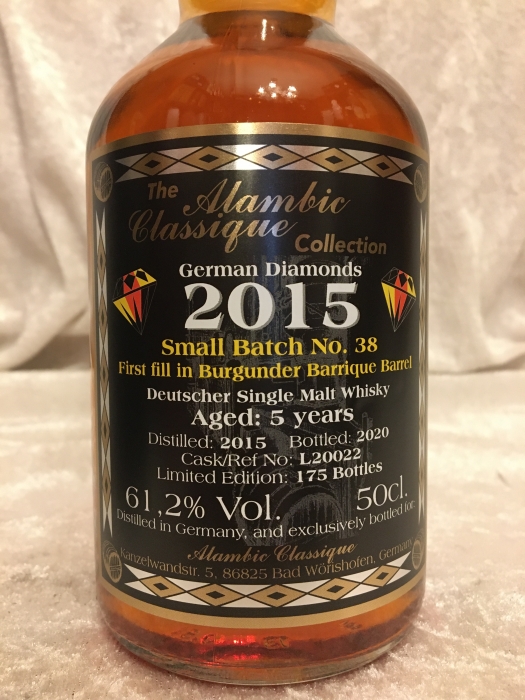 The Alambic
Classique Collection
German Diamonds
2015
Small Batch No. 38
First fill in Burgunder Barrique Barrel
Deutscher Single Malt Whisky
Aged: 5 years
Distilled: 2015 Bottled: 2020
Cask/Ref No: L20022
Limited Edition: 175 Bottles
61,2% Vol. 50cl.
Distilled in Germany, and exclusively bottled for:
Alambic Classique
Kanzelwandstr. 5, 86825 Bad Wörishofen, Germany